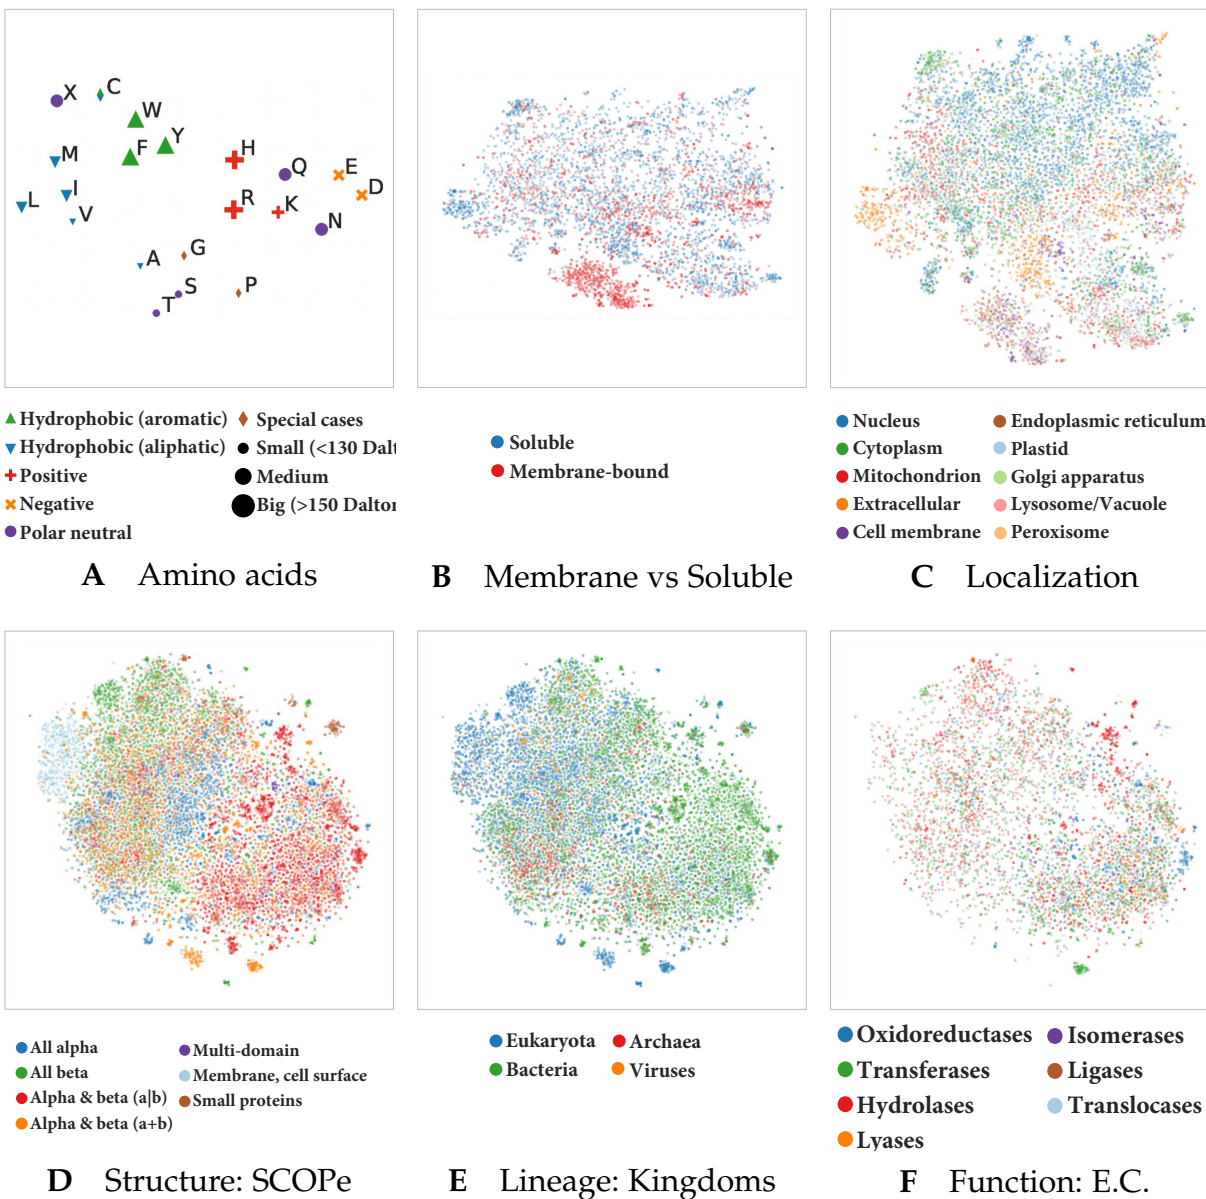 X
C
W
Y
F
H
M
Q
E
D
I
L
V
R
K
N
A
G
S
T
P
Hydrophobic (aromatic)
Special cases
Hydrophobic (aliphatic)
Small (<130 Dalt
Positive
Medium
Negative
Big (>150 Dalton
Polar neutral
A Amino acids
Soluble
Membrane-bound
B Membrane vs Soluble
Nucleus
Endoplasmic reticulum
Cytoplasm
Plastid
Mitochondrion
Golgi apparatus
Extracellular
Lysosome/Vacuole
Cell membrane
Peroxisome
C Localization
All alpha
Multi-domain
All beta
Membrane, cell surface
Alpha & beta (a|b)
Small proteins
Alpha & beta (a+b)
D Structure: SCOPe
Eukaryota
Archaea
Bacteria
Viruses
E Lineage: Kingdoms
Oxidoreductases
Isomerases
Transferases
Ligases
Hydrolases
Translocases
Lyases
F Function: E.C.